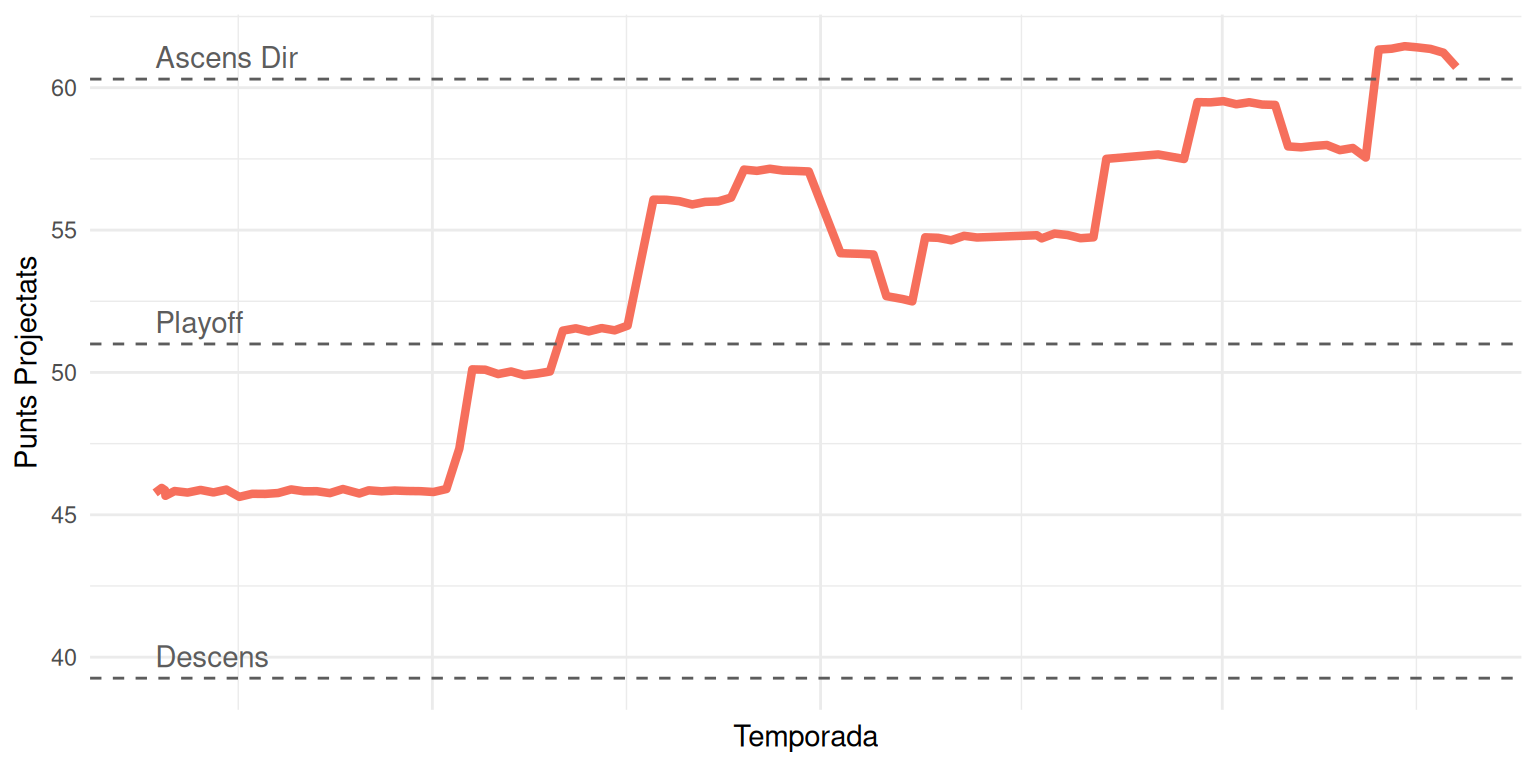 Ascens Dir
60
55
Playoff
50
45
Descens
40
Punts Projectats
Temporada